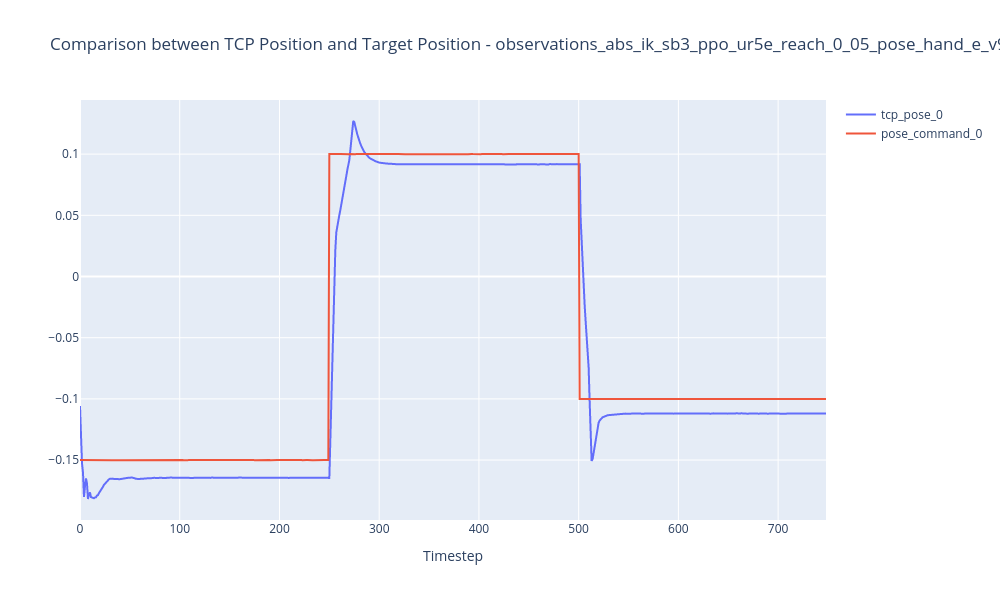 Comparison between TCP Position and Target Position - observations_abs_ik_sb3_ppo_ur5e_reach_0_05_pose_hand_e_v
tcp_pose_0
pose_command_0
0.1
0.05
0
−0.05
−0.1
−0.15
0 100 200 300 400 500 600 700
Timestep